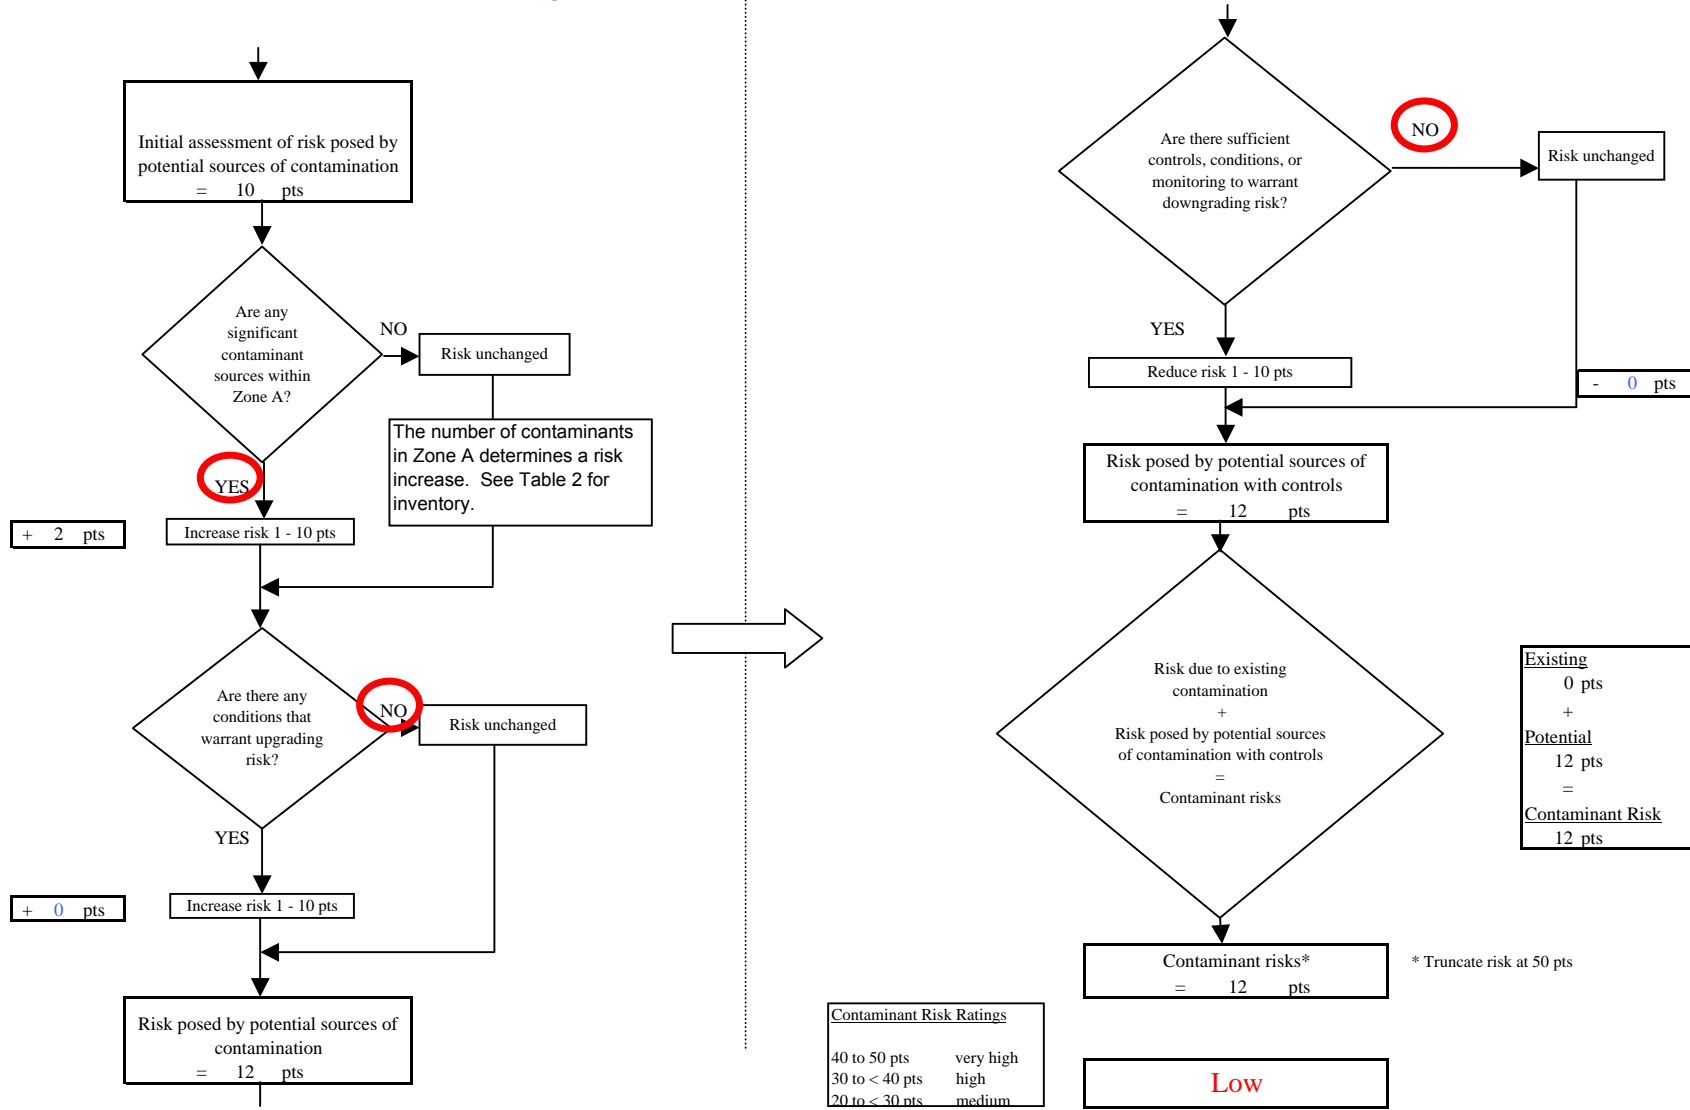 Initial assessment of risk posed by
potential sources of contamination
= 10 pts
Are any
significant
contaminant
sources within
Zone A?
NO
Risk unchanged
The number of contaminants
in Zone A determines a risk
increase. See Table 2 for
inventory.
YES
+ 2 pts
Increase risk 1 - 10 pts
Are there any
conditions that
warrant upgrading
risk?
NO
Risk unchanged
YES
+ 0 pts
Increase risk 1 - 10 pts
Risk posed by potential sources of
contamination
= 12 pts
Are there sufficient
controls, conditions, or
monitoring to warrant
downgrading risk?
NO
Risk unchanged
YES
Reduce risk 1 - 10 pts
- 0 pts
Risk posed by potential sources of
contamination with controls
= 12 pts
Risk due to existing
contamination
+
Risk posed by potential sources
of contamination with controls
=
Contaminant risks
Existing
0 pts
+
Potential
12 pts
=
Contaminant Risk
12 pts
Contaminant risks*
= 12 pts
* Truncate risk at 50 pts
Contaminant Risk Ratings
40 to 50 pts very high
30 to < 40 pts high
20 to < 30 pts medium
Low